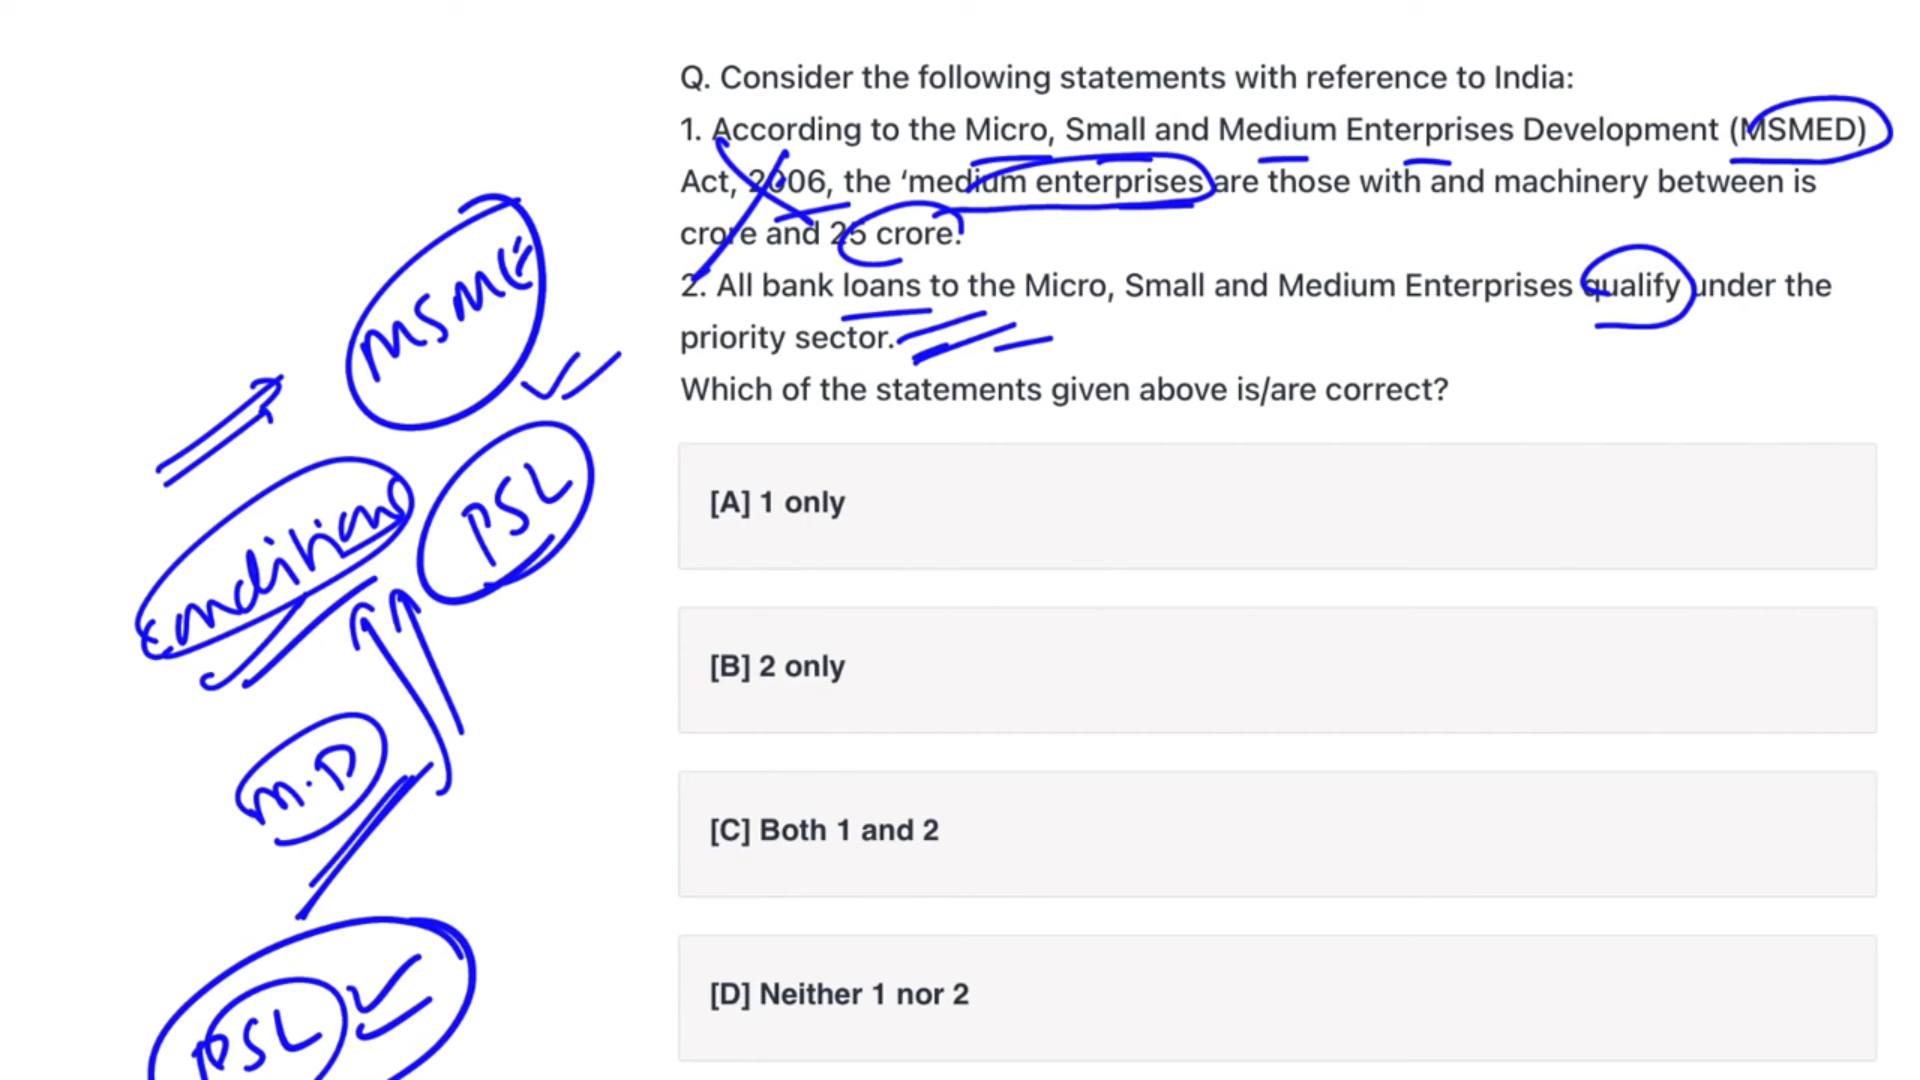 Q. Consider the following statements with reference to India:
1. According to the Micro, Small and Medium Enterprises Development (MSMED)
Act, 2006, the ‘medium enterprises are those with and machinery between is
crore and 25 crore.
2. All bank loans to the Micro, Small and Medium Enterprises qualify under the
priority sector.
Which of the statements given above is/are correct?
[A] 1 only
[B] 2 only
[C] Both 1 and 2
[D] Neither 1 nor 2
MSME
PSL
M.D
PSL